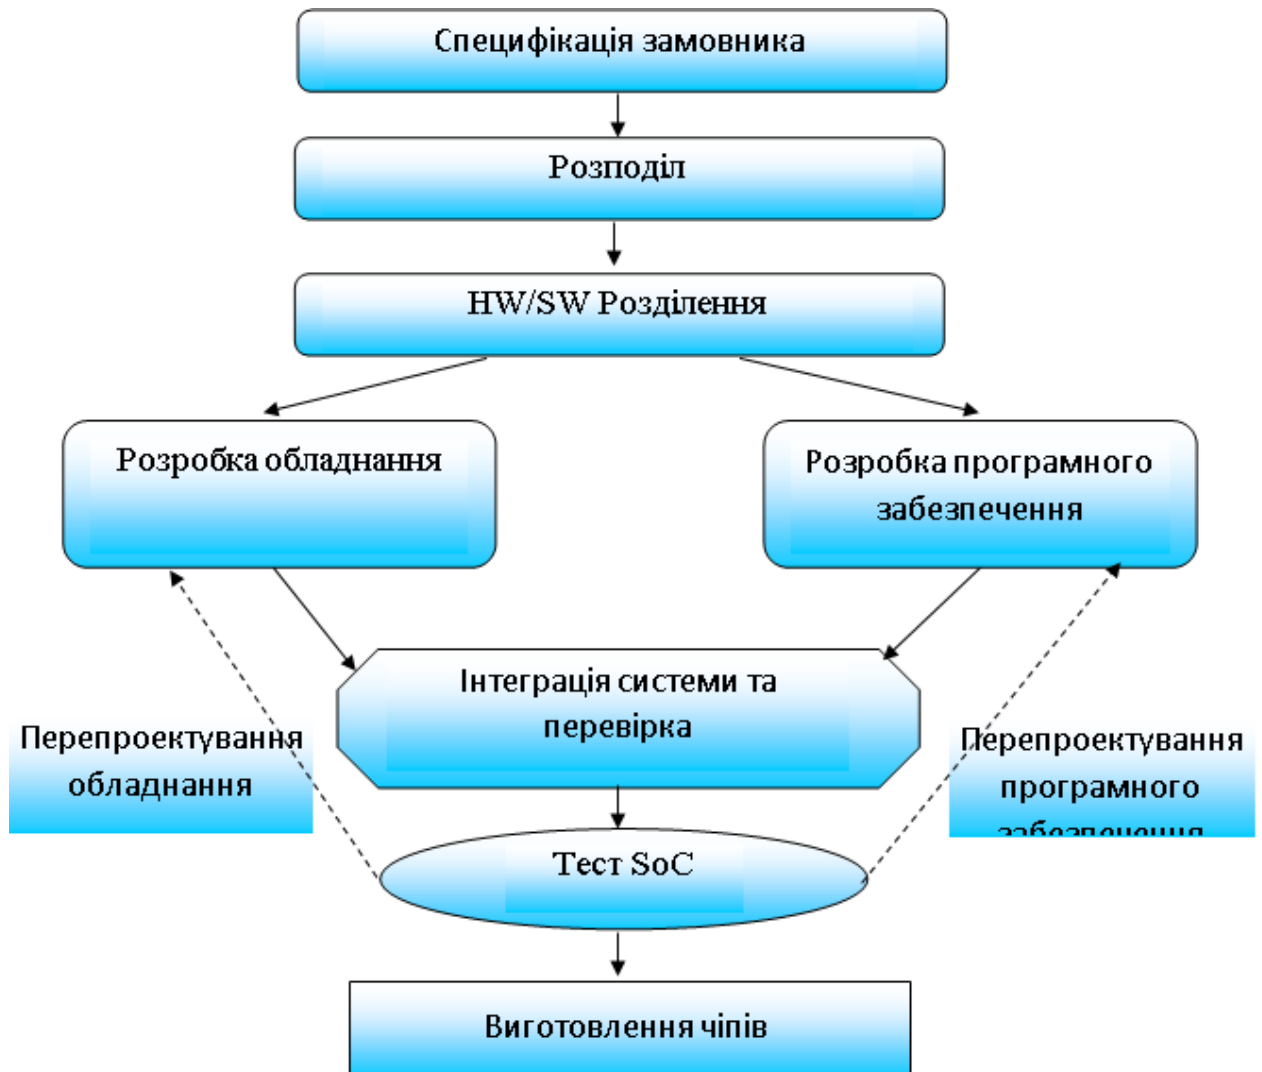 Специфікація замовника
Розподіл
HW/SW Розділення
Розробка обладнання
Розробка програмного
забезпечення
Інтеграція системи та
перевірка
Перепроектування
обладнання
Перепроектування
програмного
забезпечення
Тест SoC
Виготовлення чіпів